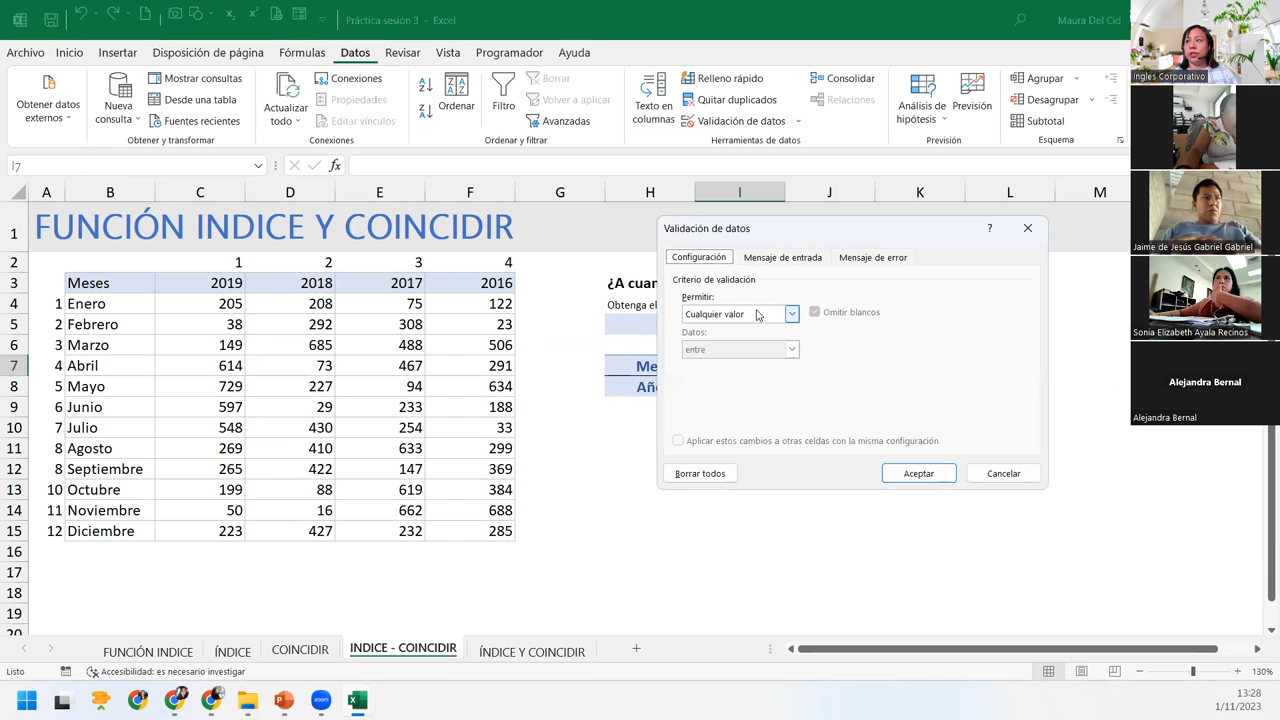 Práctica sesión 3 - Excel
Maura Del Cid
Archivo Inicio Insertar Disposición de página Fórmulas Datos Revisar Vista Programador Ayuda
Obtener datos externos
Nueva consulta
Mostrar consultas
Desde una tabla
Fuentes recientes
Obtener y transformar
Actualizar todo
Conexiones
Propiedades
Editar vínculos
Conexiones
Ordenar
Filtro
Borrar
Volver a aplicar
Avanzadas
Ordenar y filtrar
Texto en columnas
Relleno rápido
Quitar duplicados
Validación de datos
Consolidar
Relaciones
Herramientas de datos
Análisis de hipótesis
Previsión
Previsión
Agrupar
Desagrupar
Subtotal
Esquema
I7
fx
A B C D E F G H I J K L M
1 FUNCIÓN INDICE Y COINCIDIR
2 1 2 3 4
3 Meses 2019 2018 2017 2016 ¿A cuan
4 1 Enero 205 208 75 122 Obtenga el
5 2 Febrero 38 292 308 23
6 3 Marzo 149 685 488 506
7 4 Abril 614 73 467 291 Me
8 5 Mayo 729 227 94 634 Año
9 6 Junio 597 29 233 188
10 7 Julio 548 430 254 33
11 8 Agosto 269 410 633 299
12 8 Septiembre 265 422 147 369
13 10 Octubre 199 88 619 384
14 11 Noviembre 50 16 662 688
15 12 Diciembre 223 427 232 285
16
17
18
19
20
Validación de datos ?
Configuración Mensaje de entrada Mensaje de error
Criterio de validación
Permitir:
Cualquier valor
Omitir blancos
Datos:
entre
Aplicar estos cambios a otras celdas con la misma configuración
Borrar todos Aceptar Cancelar
Ingles Corporativo
Jaime de Jesús Gabriel Gabriel
Sonia Elizabeth Ayala Recinos
Alejandra Bernal
Alejandra Bernal
FUNCIÓN INDICE ÍNDICE COINCIDIR INDICE - COINCIDIR ÍNDICE Y COINCIDIR
Listo Accesibilidad: es necesario investigar 130%
zoom
13:28
1/11/2023